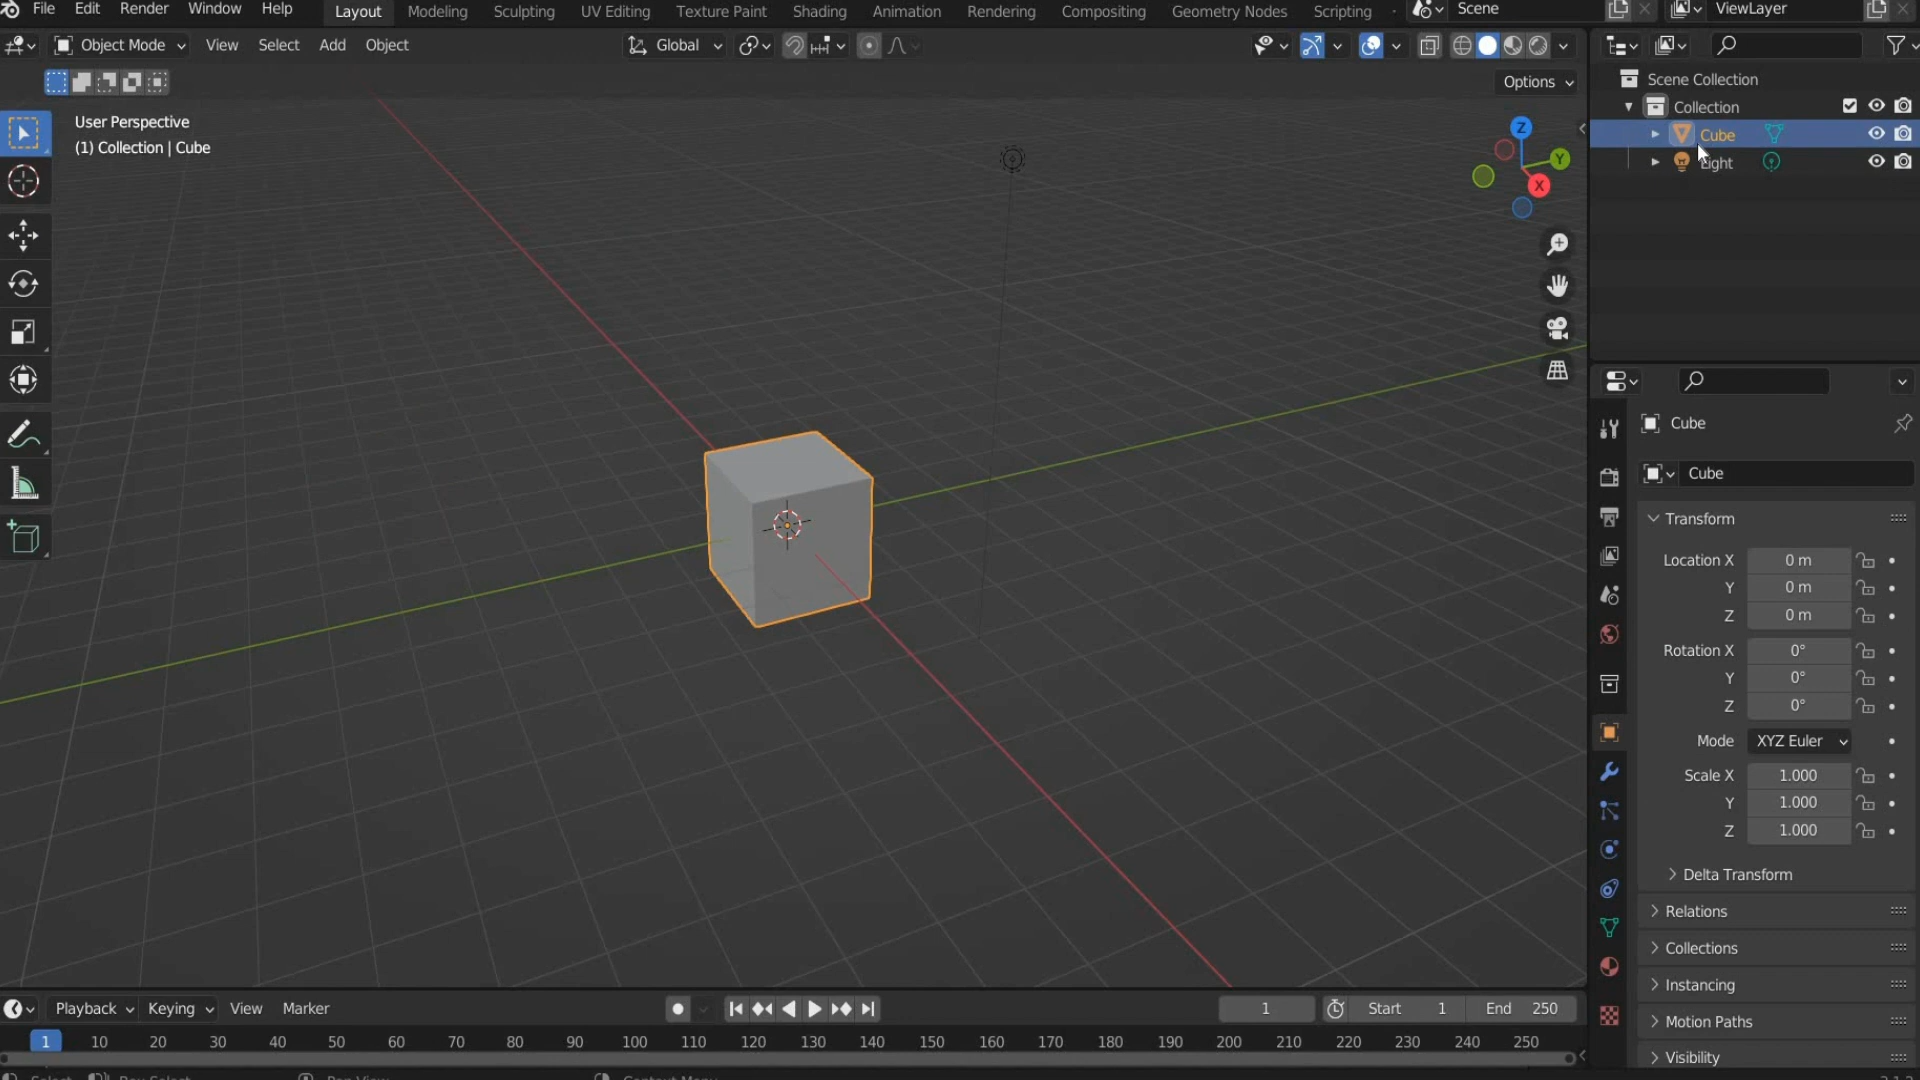 File Edit Render Window Help Layout Modeling Sculpting UV Editing Texture Paint Shading Animation Rendering Compositing Geometry Nodes Scripting Scene ViewLayer
Object Mode View Select Add Object Global
Options
User Perspective
(1) Collection | Cube
Z
Y
X
Scene Collection
Collection
Cube
Light
Cube
Cube
Transform
Location X 0 m
Y 0 m
Z 0 m
Rotation X 0°
Y 0°
Z 0°
Mode XYZ Euler
Scale X 1.000
Y 1.000
Z 1.000
Delta Transform
Relations
Collections
Instancing
Motion Paths
Visibility
Playback Keying View Marker 1 Start 1 End 250
1 10 20 30 40 50 60 70 80 90 100 110 120 130 140 150 160 170 180 190 200 210 220 230 240 250